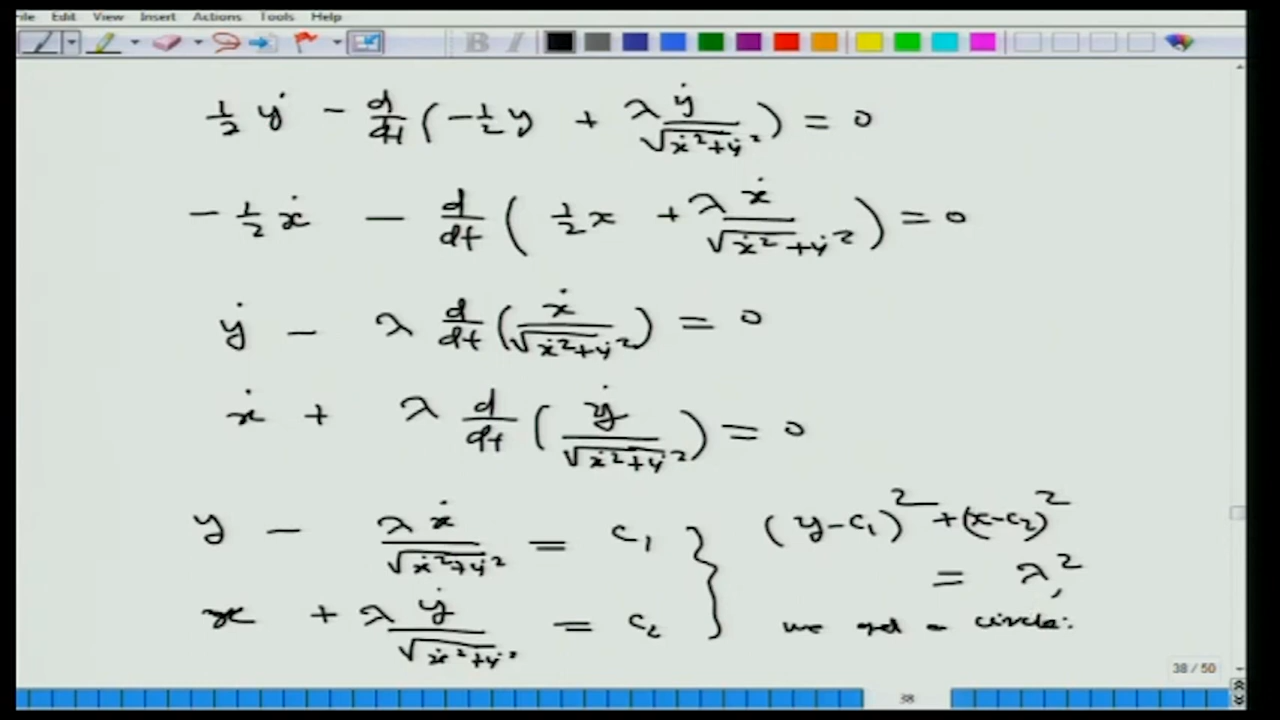 File Edit View Insert Actions Tools Help
B I
½ ẏ − d/dt ( −½ y + λ ẏ/√(ẋ²+ẏ²) ) = 0
−½ ẋ − d/dt ( ½ x + λ ẋ/√(ẋ²+ẏ²) ) = 0
ẏ − λ d/dt ( ẋ/√(ẋ²+ẏ²) ) = 0
ẋ + λ d/dt ( ẏ/√(ẋ²+ẏ²) ) = 0
y − λẋ/√(ẋ²+ẏ²) = c₁ } (y−c₁)² + (x−c₂)²
= λ²,
x + λ ẏ/√(ẋ²+ẏ²) = c₂ we get a circle.
38 / 50
38